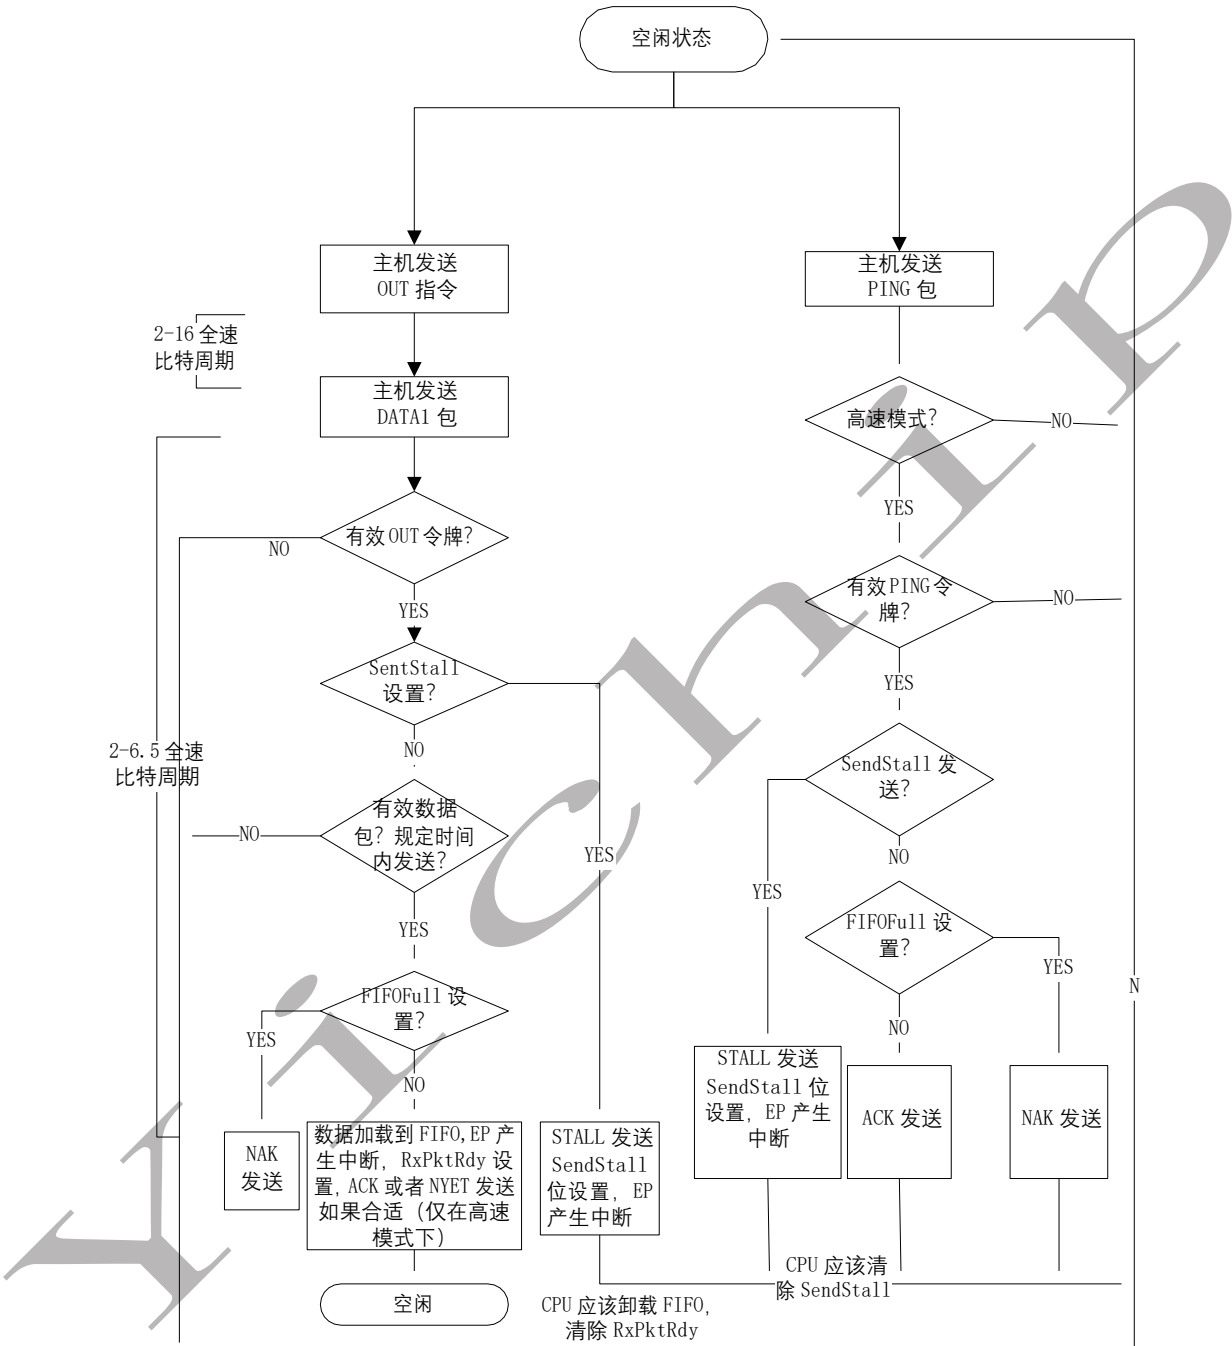 空闲状态
主机发送
OUT 指令
主机发送
PING 包
2-16 全速
比特周期
主机发送
DATA1 包
高速模式?
NO
YES
有效 OUT 令牌?
NO
YES
有效 PING 令
牌?
NO
YES
SentStall
设置?
NO
YES
2-6.5 全速
比特周期
SendStall 发
送?
YES
NO
有效数据
包? 规定时间
内发送?
NO
YES
FIFOFull 设
置?
YES
NO
N
FIFOFull 设
置?
YES
NO
STALL 发送
SendStall 位
设置, EP 产生
中断
ACK 发送
NAK 发送
NAK
发送
数据加载到 FIFO, EP 产
生中断, RxPktRdy 设
置, ACK 或者 NYET 发送
如果合适（仅在高速
模式下）
STALL 发送
SendStall
位设置, EP
产生中断
CPU 应该清
除 SendStall
空闲
CPU 应该卸载 FIFO,
清除 RxPktRdy
Yichip